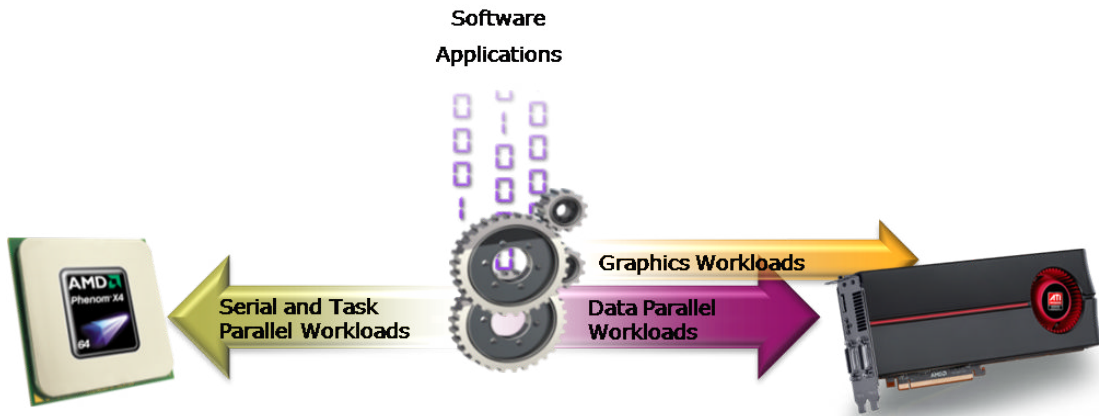 Software
Applications
Graphics Workloads
Serial and Task
Parallel Workloads
Data Parallel
Workloads
AMD
Phenom X4
64
ATI
AMD